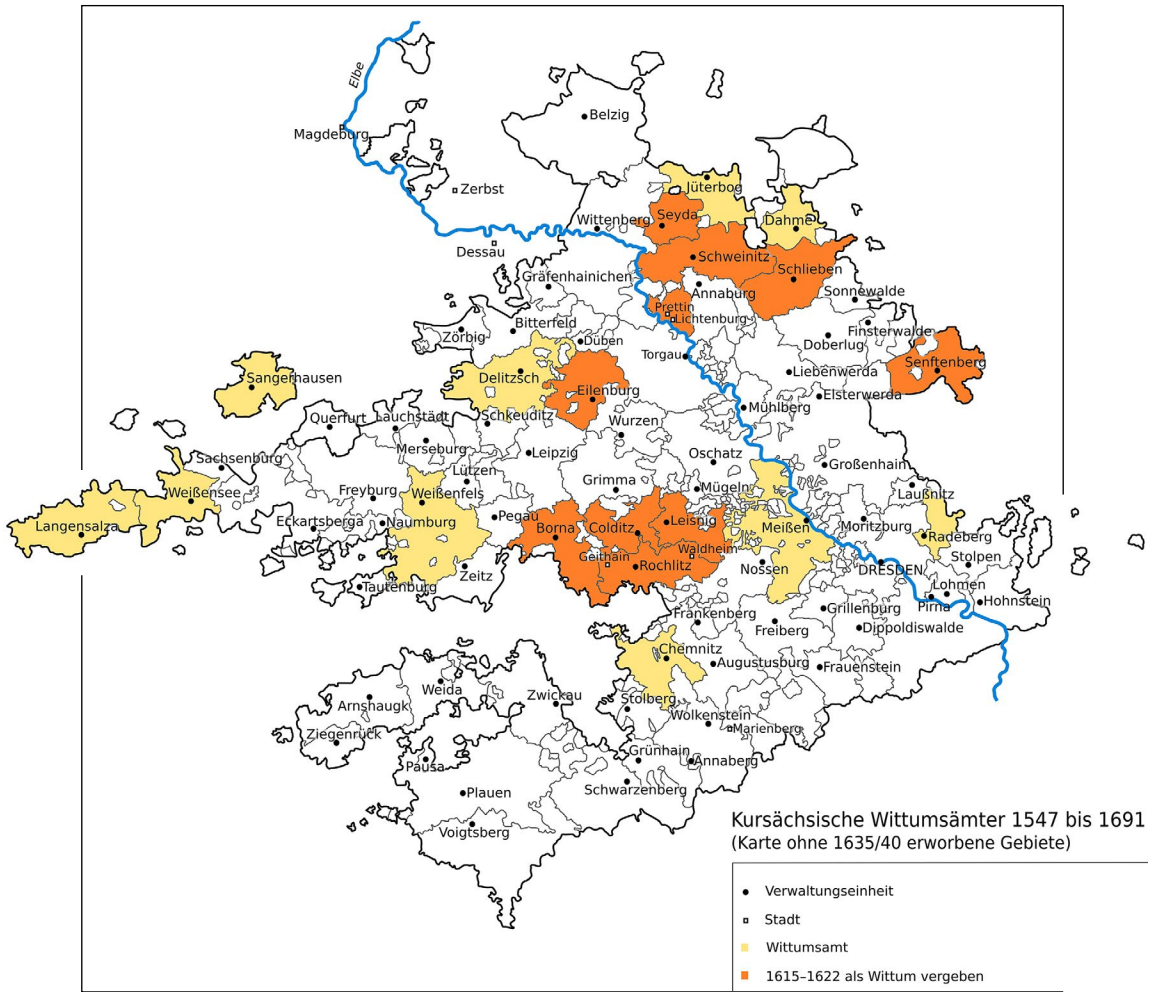 Elbe
Belzig
Magdeburg
Zerbst
Jüterbog
Seyda
Dahme
Wittenberg
Dessau
Schweinitz
Schlieben
Gräfenhainichen
Annaburg
Sonnewalde
Prettin
Lichtenburg
Bitterfeld
Finsterwalde
Zörbig
Düben
Doberlug
Torgau
Senftenberg
Sangerhausen
Delitzsch
Liebenwerda
Eilenburg
Elsterwerda
Mühlberg
Querfurt
Lauchstädt
Schkeuditz
Wurzen
Merseburg
Leipzig
Oschatz
Sachsenburg
Lützen
Großenhain
Grimma
Mügeln
Weißensee
Freyburg
Weißenfels
Laußnitz
Langensalza
Eckartsberga
Naumburg
Pegau
Borna
Colditz
Leisnig
Meißen
Moritzburg
Radeberg
Geithain
Waldheim
Stolpen
Rochlitz
Nossen
DRESDEN
Zeitz
Tautenburg
Lohmen
Pirna
Hohnstein
Frankenberg
Grillenburg
Freiberg
Dippoldiswalde
Chemnitz
Augustusburg
Frauenstein
Weida
Zwickau
Stolberg
Arnshaugk
Wolkenstein
Marienberg
Ziegenrück
Grünhain
Pausa
Annaberg
Plauen
Schwarzenberg
Voigtsberg
Kursächsische Wittumsämter 1547 bis 1691
(Karte ohne 1635/40 erworbene Gebiete)
Verwaltungseinheit
Stadt
Wittumsamt
1615–1622 als Wittum vergeben